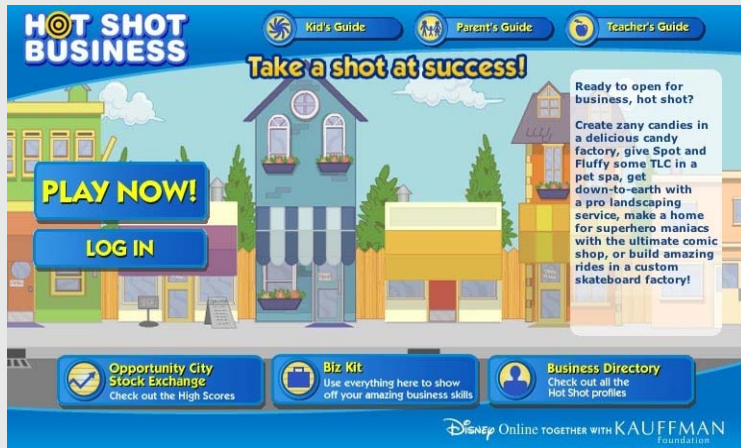 HOT SHOT
BUSINESS
Kid's Guide
Parent's Guide
Teacher's Guide
Take a shot at success!
Ready to open for
business, hot shot?
Create zany candies in
a delicious candy
factory, give Spot and
Fluffy some TLC in a
pet spa, get
down-to-earth with
a pro landscaping
service, make a home
for superhero maniacs
with the ultimate comic
shop, or build amazing
rides in a custom
skateboard factory!
PLAY NOW!
LOG IN
Opportunity City
Stock Exchange
Check out the High Scores
Biz Kit
Use everything here to show
off your amazing business skills
Business Directory
Check out all the
Hot Shot profiles
Disney Online TOGETHER WITH KAUFFMAN
Foundation